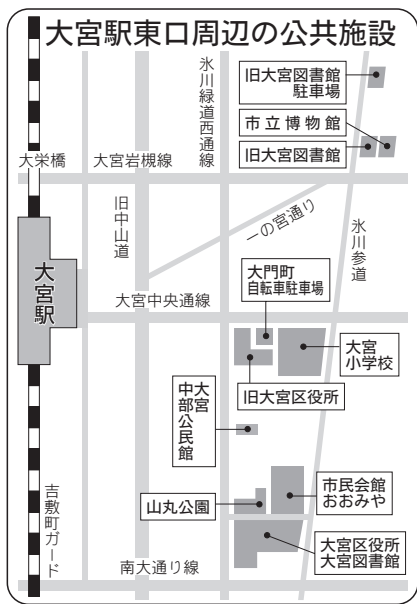 大宮駅東口周辺の公共施設
氷川緑道西通線
旧大宮図書館
駐車場
市立博物館
旧大宮図書館
大栄橋
大宮岩槻線
旧中山道
一の宮通り
氷川参道
大宮駅
大門町
自転車駐車場
大宮中央通線
大宮
小学校
旧大宮区役所
大宮
中部公民館
市民会館
おおみや
山丸公園
吉敷町ガード
大宮区役所
大宮図書館
南大通り線